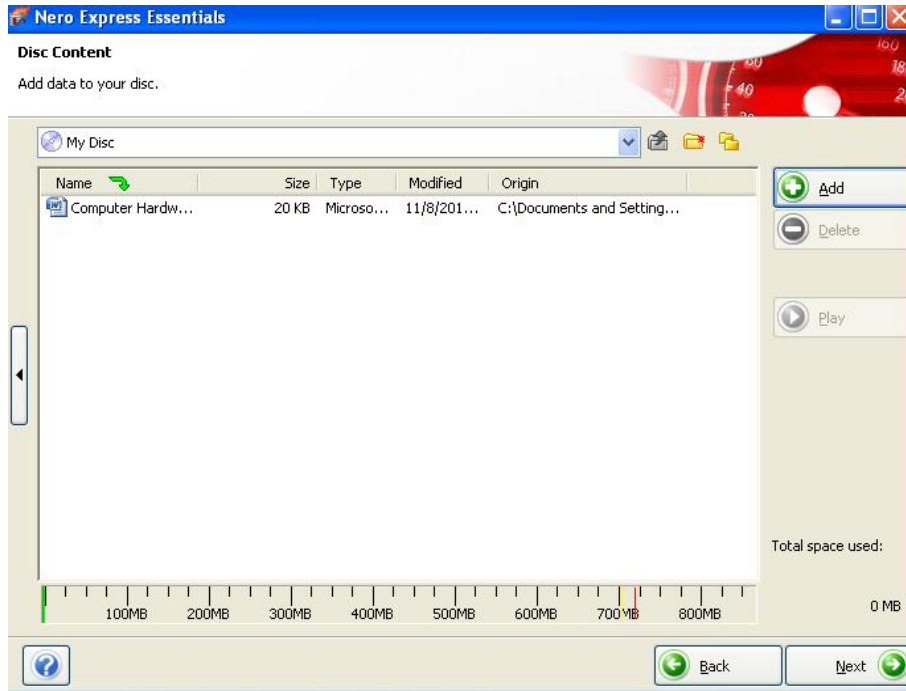 Nero Express Essentials
Disc Content
Add data to your disc.
My Disc
Name Size Type Modified Origin
Computer Hardw... 20 KB Microso... 11/8/201... C:\Documents and Setting...
Add
Delete
Play
Total space used:
100MB 200MB 300MB 400MB 500MB 600MB 700MB 800MB
0 MB
Back Next